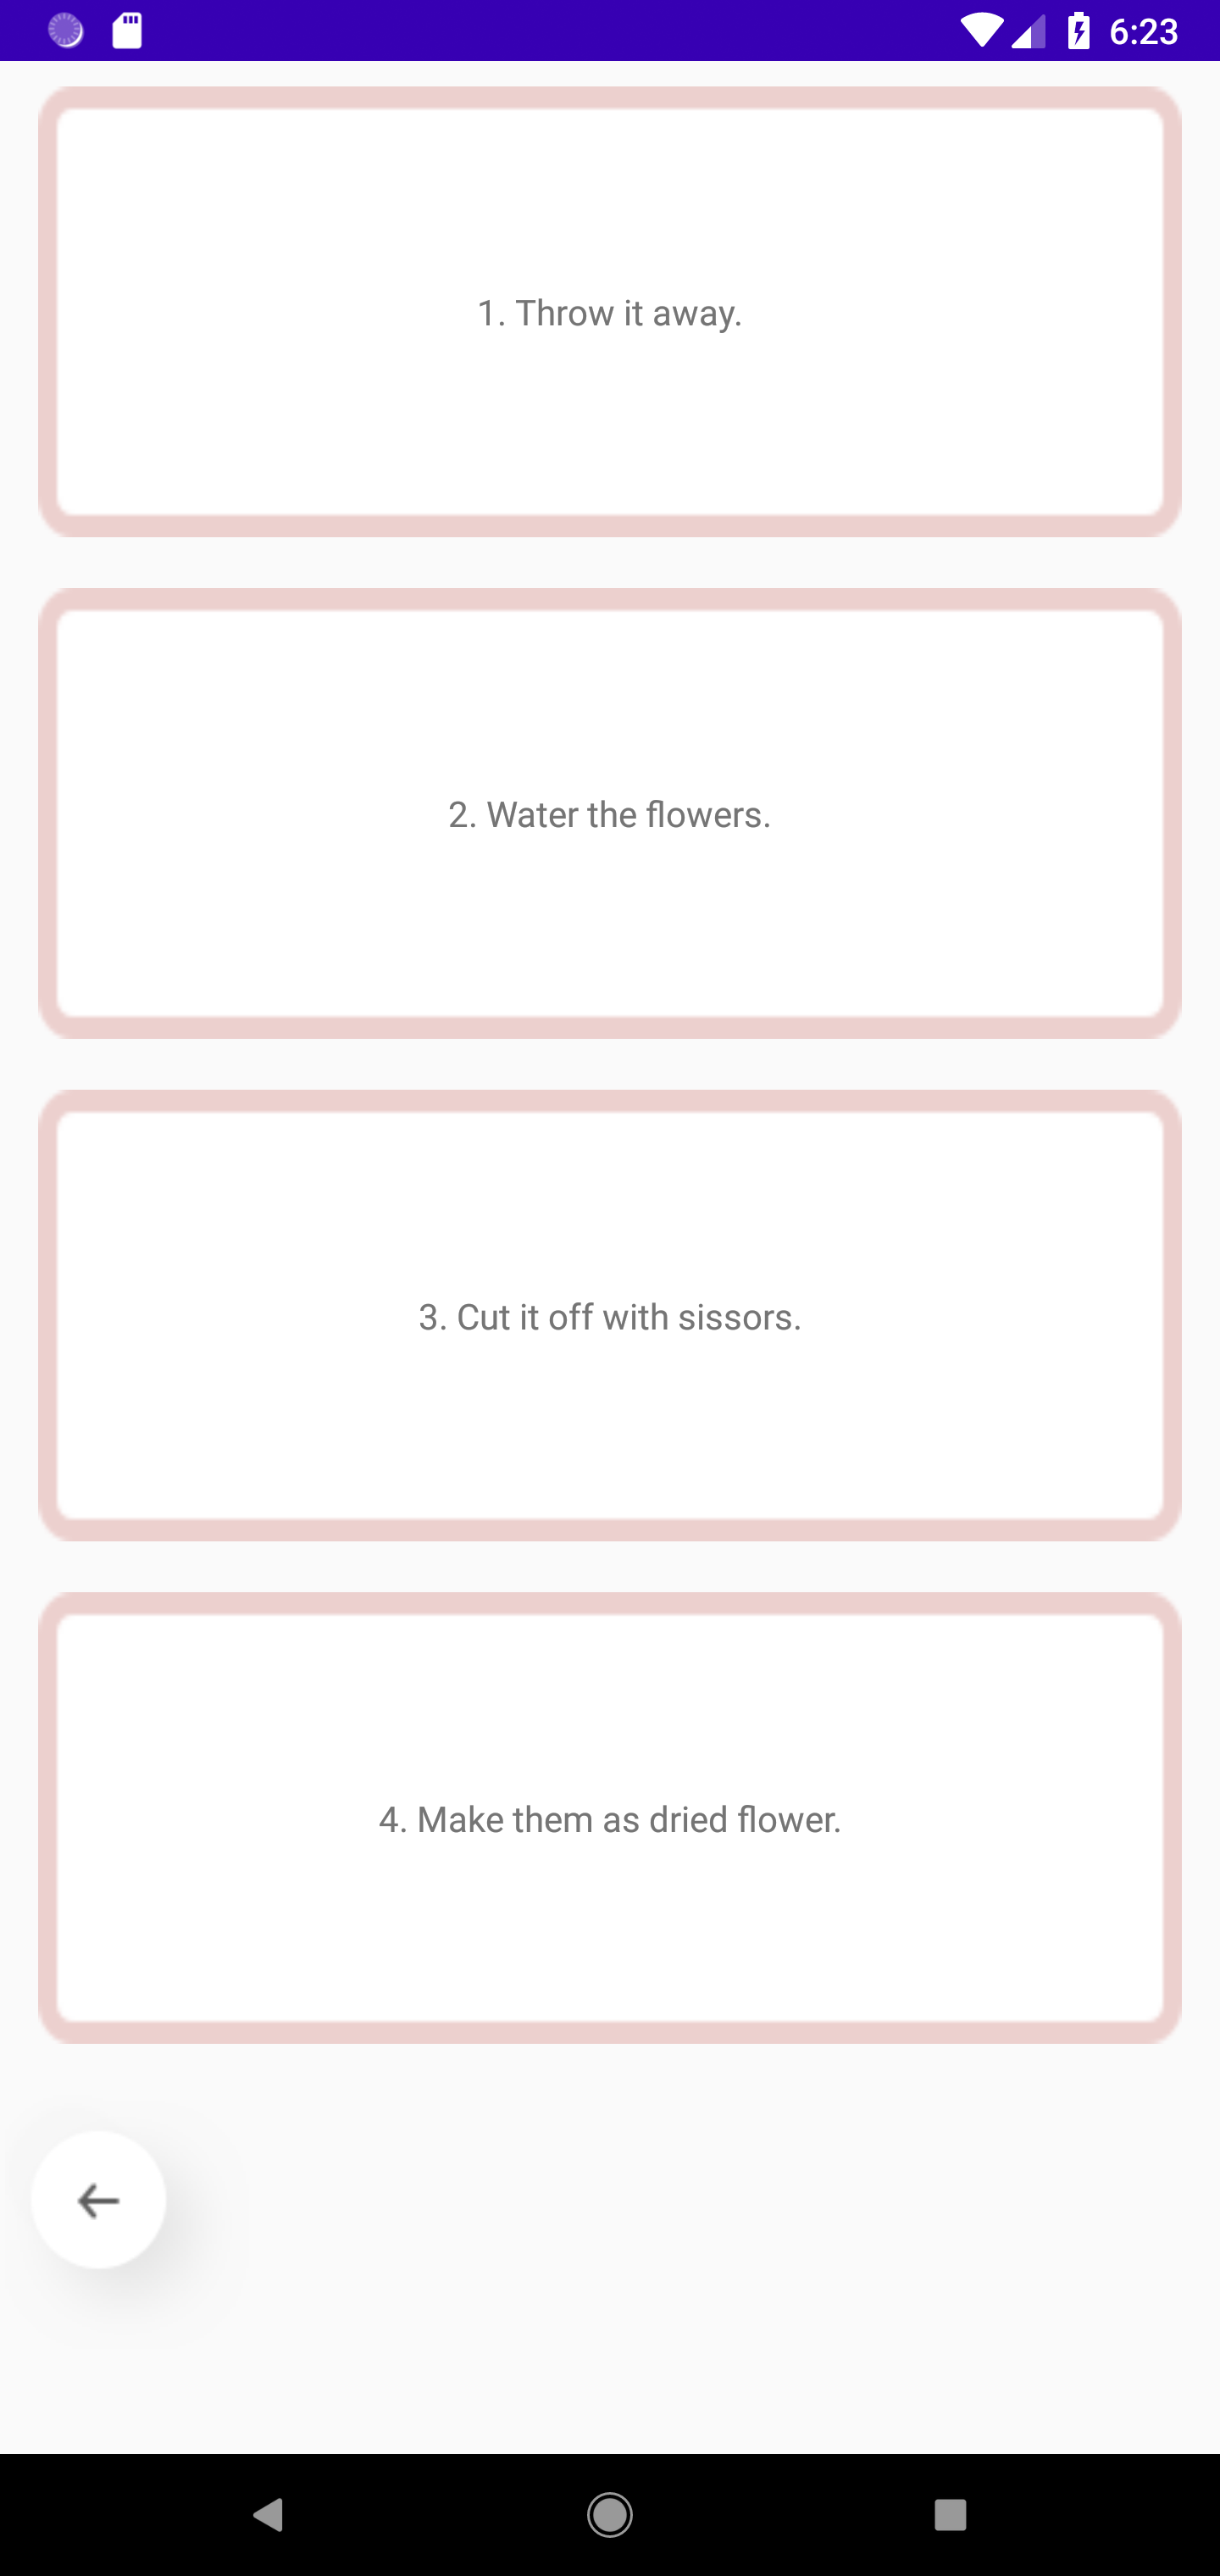 6:23
1. Throw it away.
2. Water the flowers.
3. Cut it off with sissors.
4. Make them as dried flower.